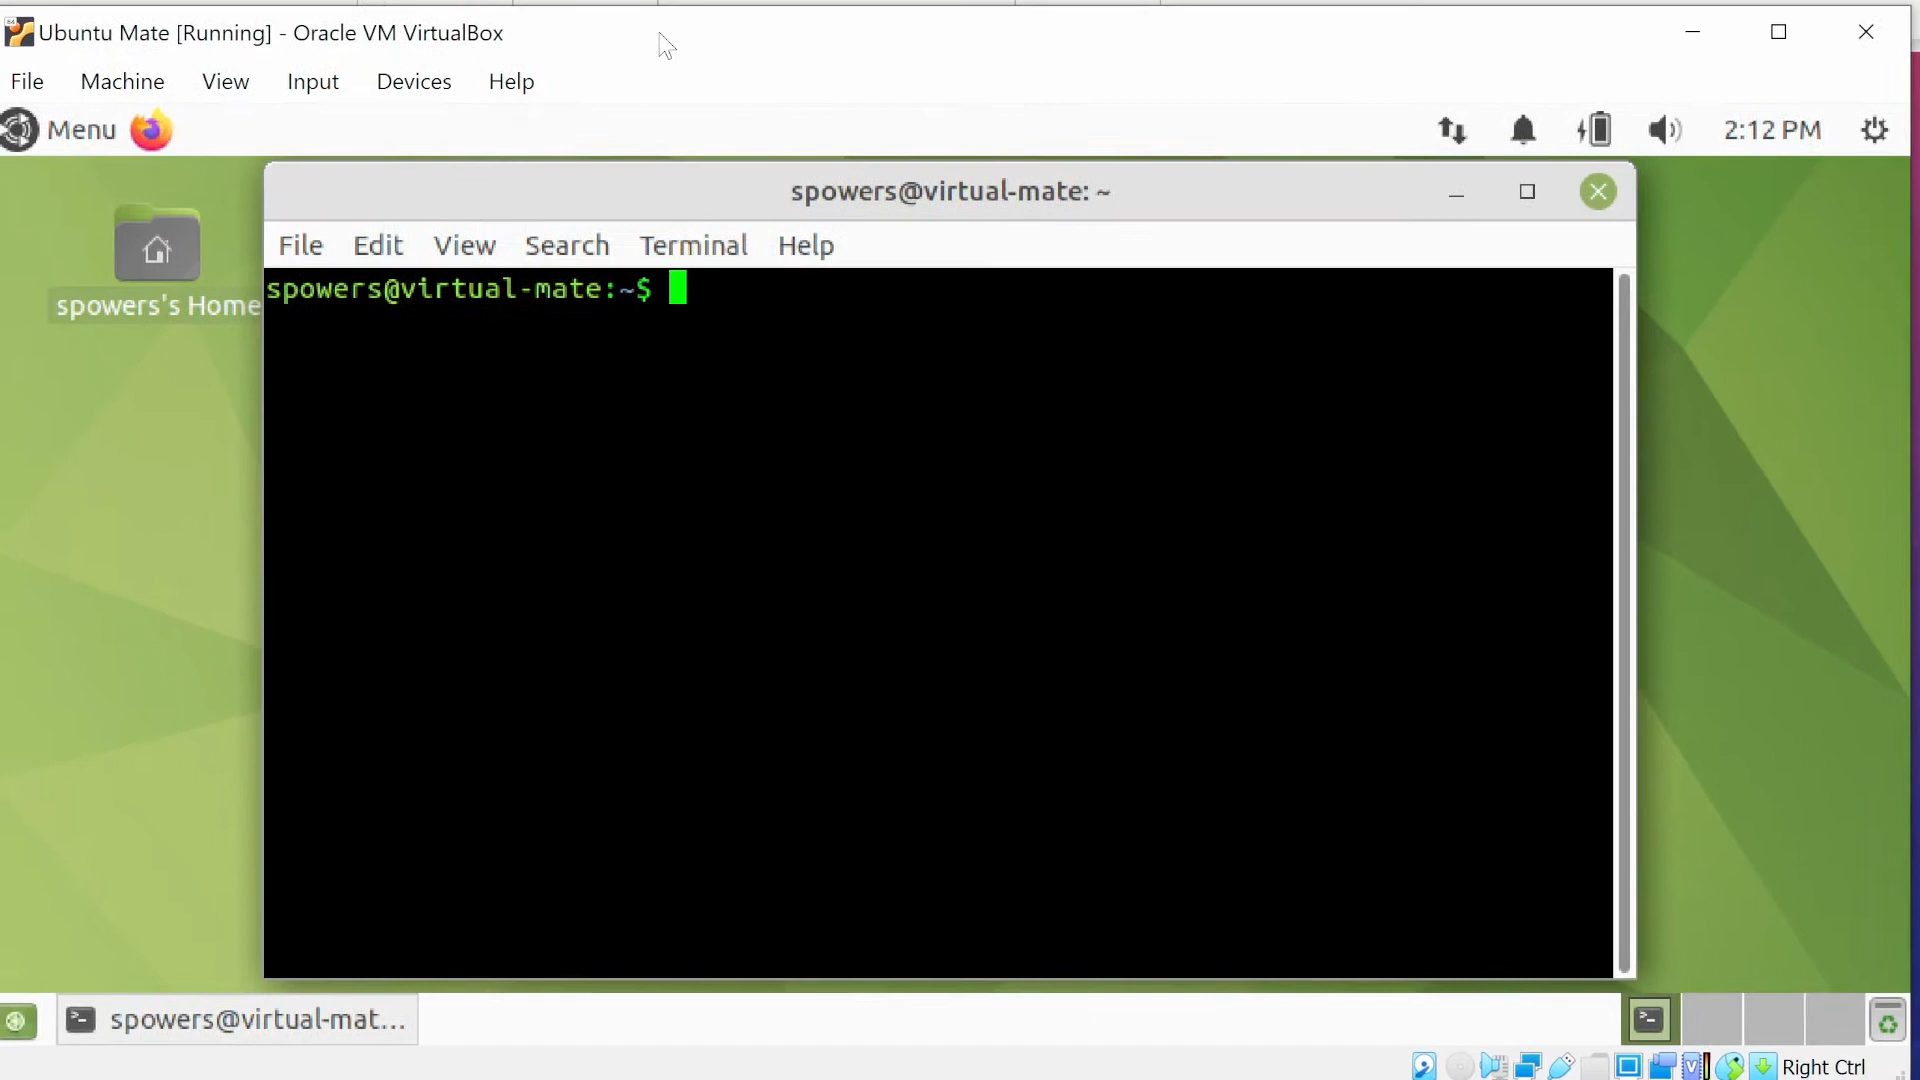 Ubuntu Mate [Running] - Oracle VM VirtualBox
File Machine View Input Devices Help
Menu 2:12 PM
spowers@virtual-mate: ~
spowers's Home
File Edit View Search Terminal Help
spowers@virtual-mate:~$
spowers@virtual-mat...
Right Ctrl